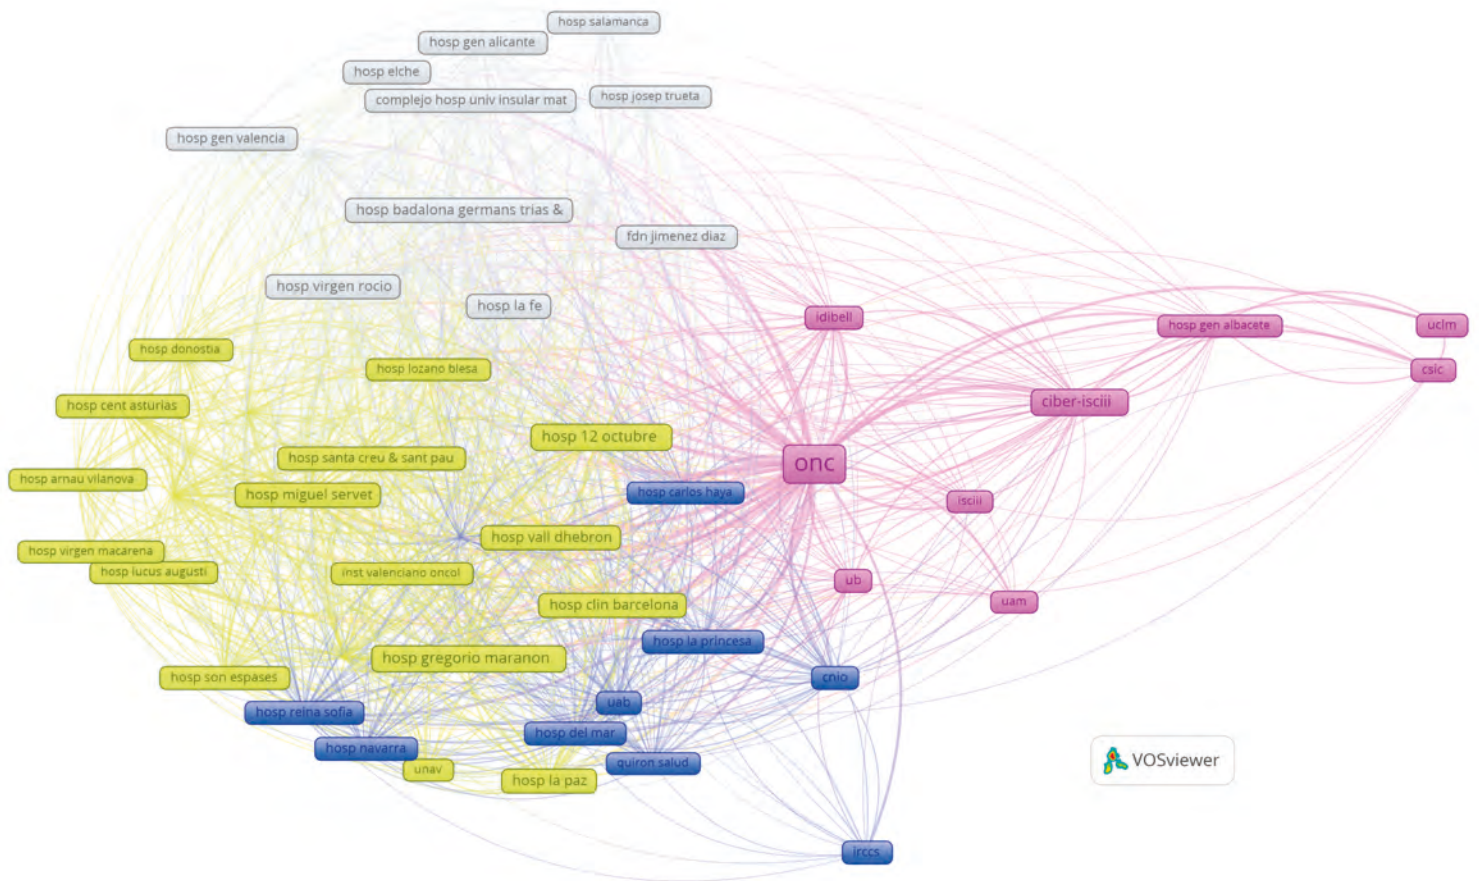 hosp salamanca
hosp gen alicante
hosp elche
complejo hosp univ insular mat
hosp josep trueta
hosp gen valencia
hosp badalona germans trias &
fdn jimenez diaz
hosp virgen rocio
hosp la fe
idibell
hosp gen albacete
uclm
hosp donostia
hosp lozano blesa
csic
hosp cent asturias
ciber-isciii
hosp 12 octubre
hosp santa creu & sant pau
onc
hosp arnau vilanova
hosp miguel servet
hosp carlos haya
isciii
hosp vall dhebron
hosp virgen macarena
hosp lucus augusti
inst valenciano oncol
ub
hosp clin barcelona
uam
hosp la princesa
hosp gregorio maranon
hosp son espases
cnio
uab
hosp reina sofia
hosp del mar
hosp navarra
quiron salud
unav
hosp la paz
VOSviewer
irccs